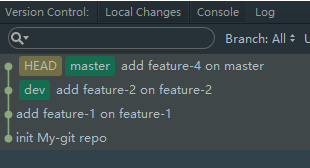 Version Control: Local Changes Console Log
Branch: All
HEAD master add feature-4 on master
dev add feature-2 on feature-2
add feature-1 on feature-1
init My-git repo